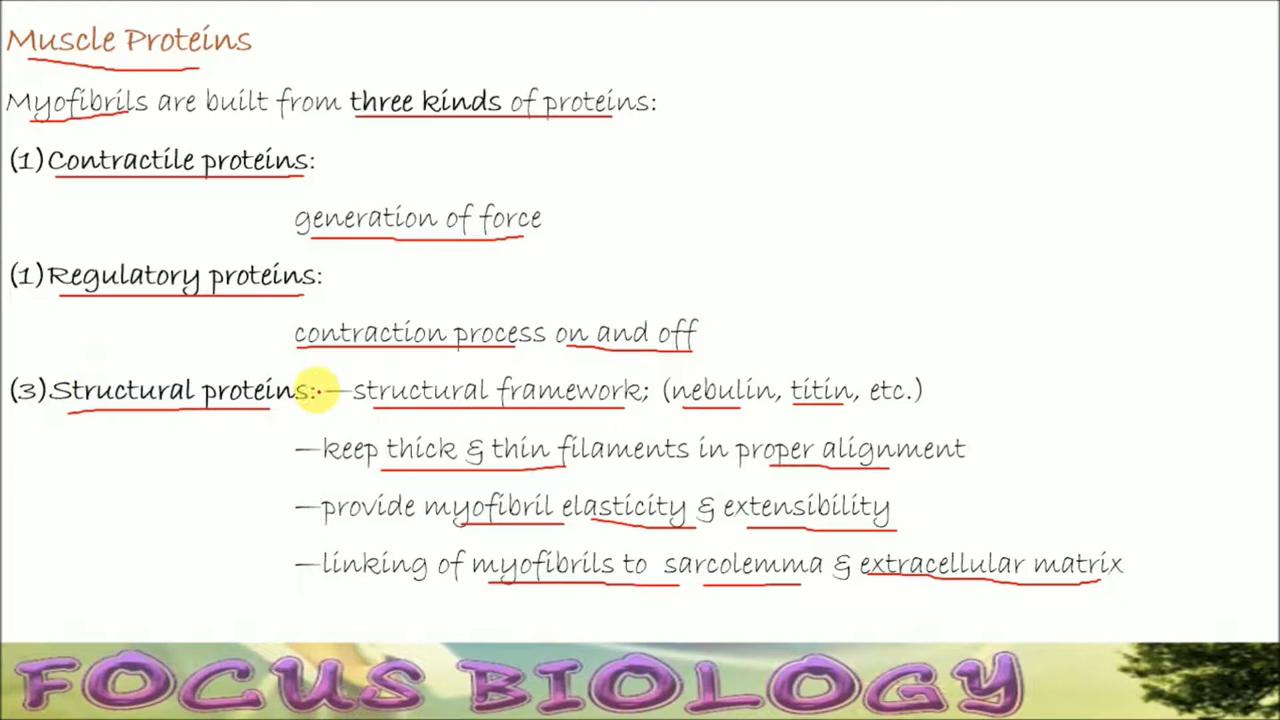 Muscle Proteins
Myofibrils are built from three kinds of proteins:
(1) Contractile proteins:
generation of force
(1) Regulatory proteins:
contraction process on and off
(3) Structural proteins: —structural framework; (nebulin, titin, etc.)
—keep thick & thin filaments in proper alignment
—provide myofibril elasticity & extensibility
—linking of myofibrils to sarcolemma & extracellular matrix
FOCUS BIOLOGY